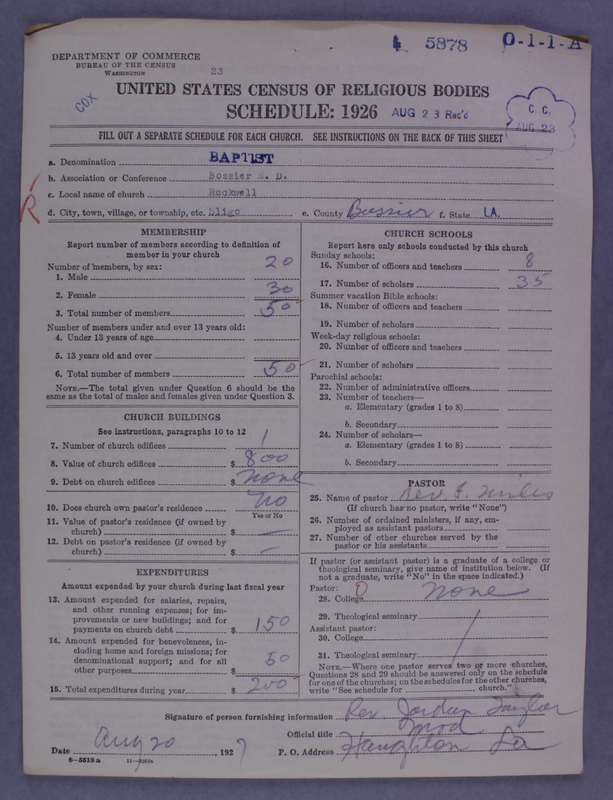 5878 O-1-1-A
DEPARTMENT OF COMMERCE
BUREAU OF THE CENSUS
WASHINGTON
23
COX
UNITED STATES CENSUS OF RELIGIOUS BODIES
SCHEDULE: 1926 AUG 23 Rec'd
C. C.
AUG 23
FILL OUT A SEPARATE SCHEDULE FOR EACH CHURCH. SEE INSTRUCTIONS ON THE BACK OF THIS SHEET
a. Denomination BAPTIST
b. Association or Conference Bossier E. D.
c. Local name of church Rockwell
R
d. City, town, village, or township, etc. Sligo e. County Bossier f. State LA.
MEMBERSHIP
Report number of members according to definition of
member in your church
Number of members, by sex:
1. Male 20
2. Female 30
3. Total number of members 50
Number of members under and over 13 years old:
4. Under 13 years of age
5. 13 years old and over
6. Total number of members 50
NOTE.—The total given under Question 6 should be the
same as the total of males and females given under Question 3.
CHURCH BUILDINGS
See instructions, paragraphs 10 to 12
7. Number of church edifices 1
8. Value of church edifices $ 800
9. Debt on church edifices $ none
10. Does church own pastor's residence? no
Yes or No
11. Value of pastor's residence (if owned by
church) $ —
12. Debt on pastor's residence (if owned by
church) $ —
EXPENDITURES
Amount expended by your church during last fiscal year
13. Amount expended for salaries, repairs,
and other running expenses; for im-
provements or new buildings; and for
payments on church debt $ 150
14. Amount expended for benevolences, in-
cluding home and foreign missions; for
denominational support; and for all
other purposes $ 50
15. Total expenditures during year $ 200
CHURCH SCHOOLS
Report here only schools conducted by this church
Sunday schools:
16. Number of officers and teachers 8
17. Number of scholars 35
Summer vacation Bible schools:
18. Number of officers and teachers
19. Number of scholars
Week-day religious schools:
20. Number of officers and teachers
21. Number of scholars
Parochial schools:
22. Number of administrative officers
23. Number of teachers—
a. Elementary (grades 1 to 8)
b. Secondary
24. Number of scholars—
a. Elementary (grades 1 to 8)
b. Secondary
PASTOR
25. Name of pastor Rev. J. Miles
(If church has no pastor, write "None")
26. Number of ordained ministers, if any, em-
ployed as assistant pastors
27. Number of other churches served by the
pastor or his assistants
If pastor (or assistant pastor) is a graduate of a college or
theological seminary, give name of institution below. (If
not a graduate, write "No" in the space indicated.)
Pastor: 0
28. College none
29. Theological seminary
Assistant pastor:
30. College
31. Theological seminary
NOTE.—Where one pastor serves two or more churches,
Questions 28 and 29 should be answered only on the schedule
for one of the churches; on the schedules for the other churches,
write "See schedule for church."
Signature of person furnishing information Rev Jordan Taylor
Official title mod
Date Aug 20, 1927 P. O. Address Haughton La
8—5518 a